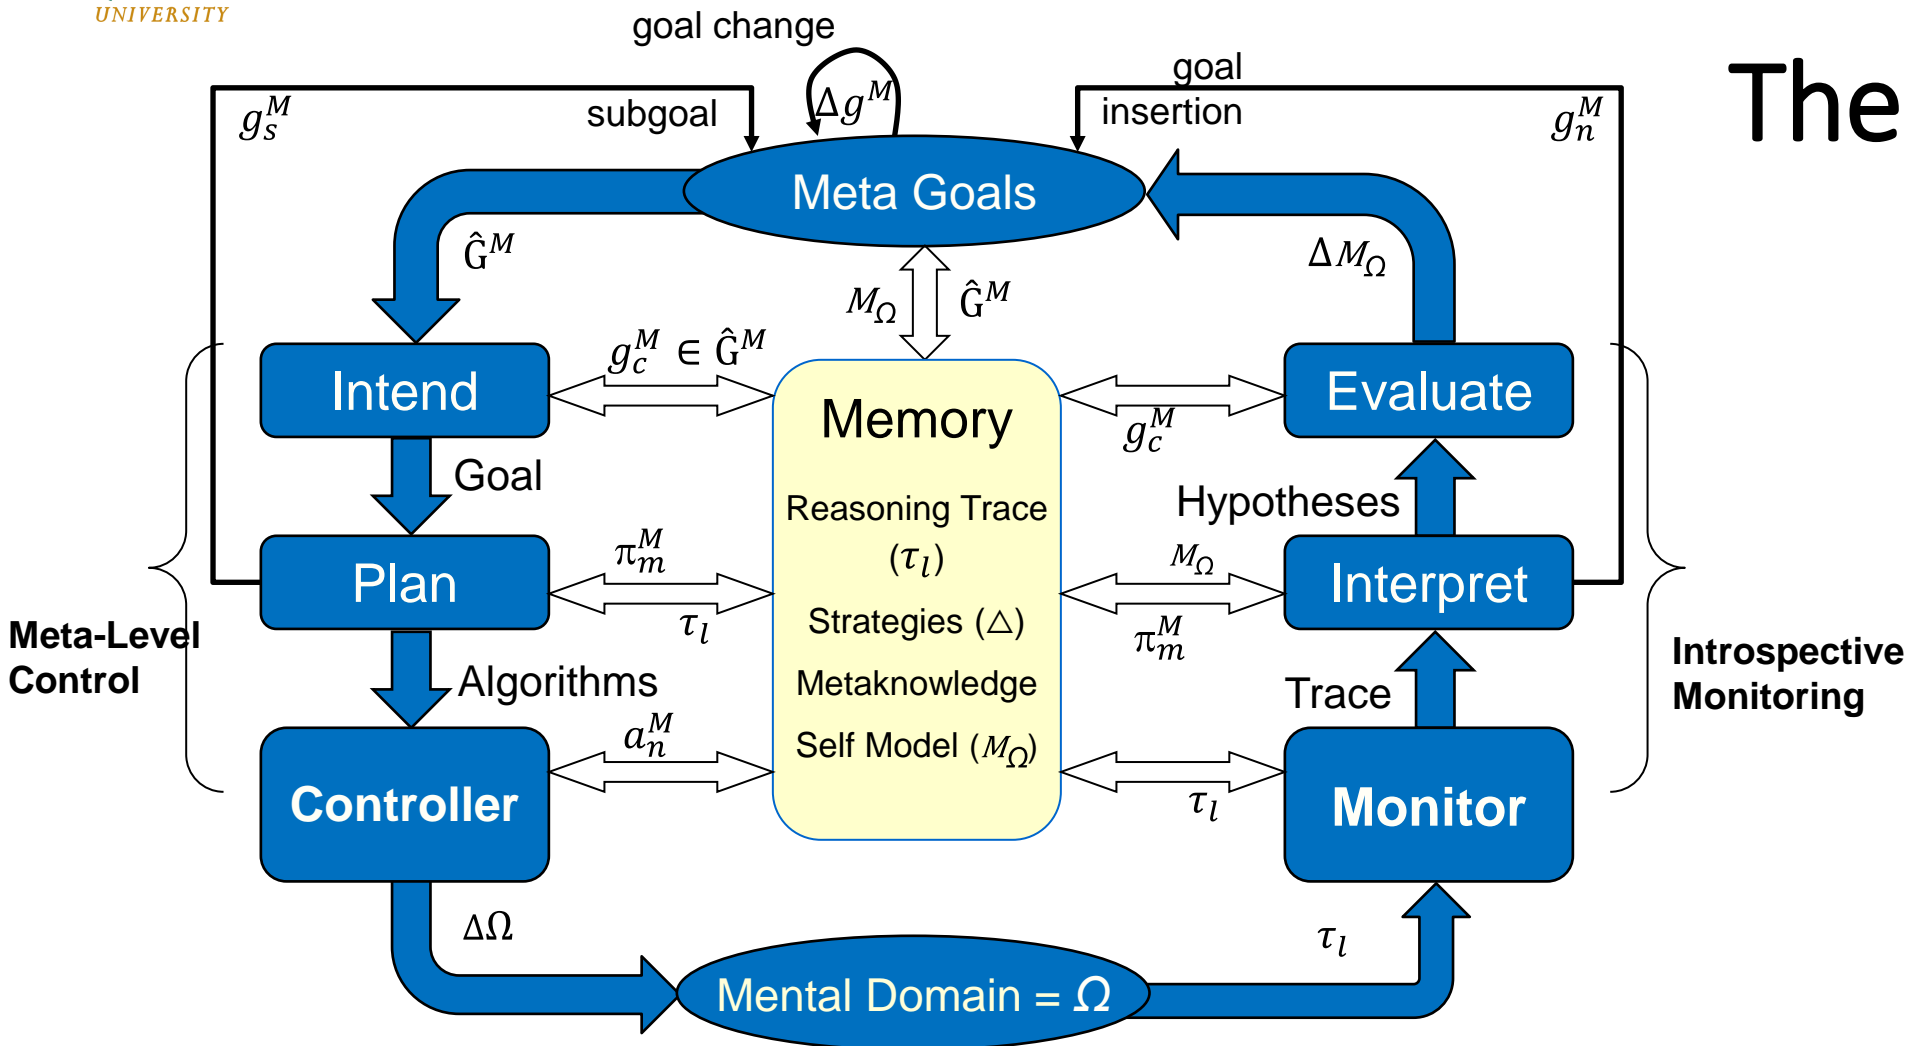 UNIVERSITY
The
goal change
Δg^M
goal
insertion
subgoal
g_s^M
g_n^M
Meta Goals
Ĝ^M
ΔM_Ω
M_Ω
Ĝ^M
Intend
g_c^M ∈ Ĝ^M
Memory
g_c^M
Evaluate
Goal
Reasoning Trace
(τ_l)
Hypotheses
Plan
π_m^M
τ_l
Strategies (△)
M_Ω
π_m^M
Interpret
Meta-Level
Control
Introspective
Monitoring
Algorithms
Metaknowledge
Trace
Controller
a_n^M
Self Model (M_Ω)
τ_l
Monitor
ΔΩ
Mental Domain = Ω
τ_l